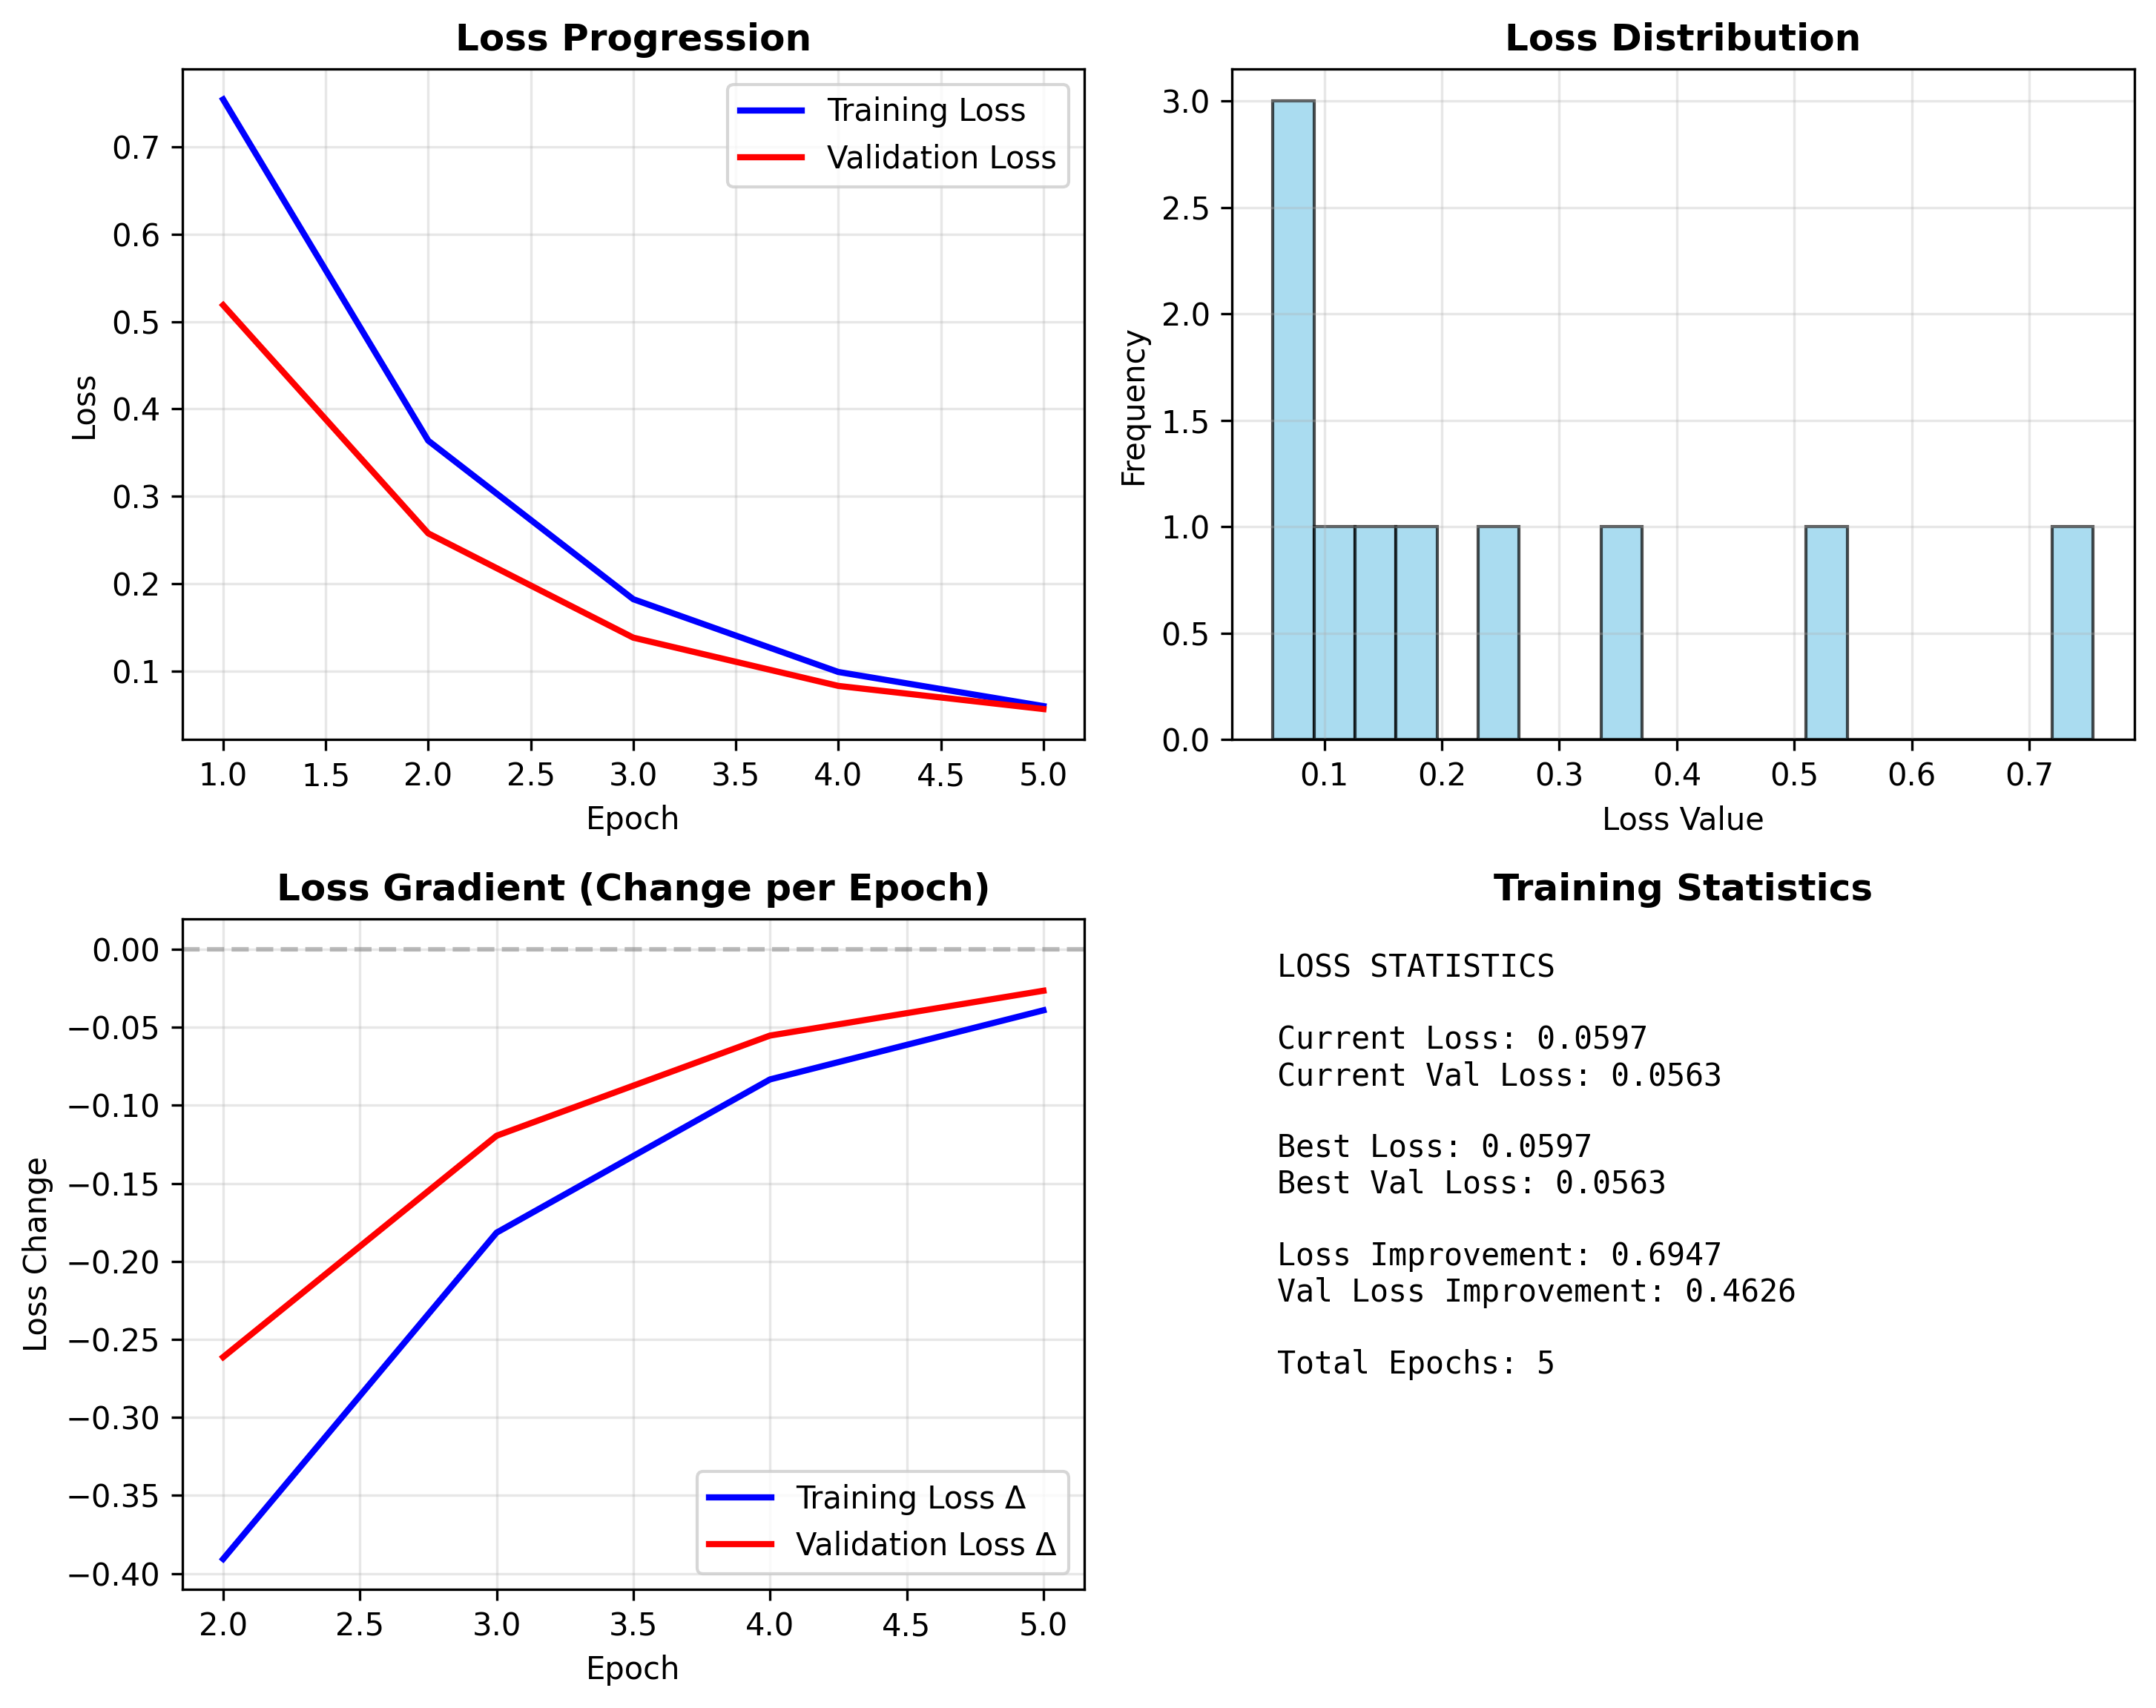 Loss Progression
Training Loss
Validation Loss
0.7
0.6
0.5
0.4
0.3
0.2
0.1
Loss
1.0 1.5 2.0 2.5 3.0 3.5 4.0 4.5 5.0
Epoch
Loss Distribution
3.0
2.5
2.0
1.5
1.0
0.5
0.0
Frequency
0.1 0.2 0.3 0.4 0.5 0.6 0.7
Loss Value
Loss Gradient (Change per Epoch)
0.00
−0.05
−0.10
−0.15
−0.20
−0.25
−0.30
−0.35
−0.40
Loss Change
Training Loss Δ
Validation Loss Δ
2.0 2.5 3.0 3.5 4.0 4.5 5.0
Epoch
Training Statistics
LOSS STATISTICS
Current Loss: 0.0597
Current Val Loss: 0.0563
Best Loss: 0.0597
Best Val Loss: 0.0563
Loss Improvement: 0.6947
Val Loss Improvement: 0.4626
Total Epochs: 5